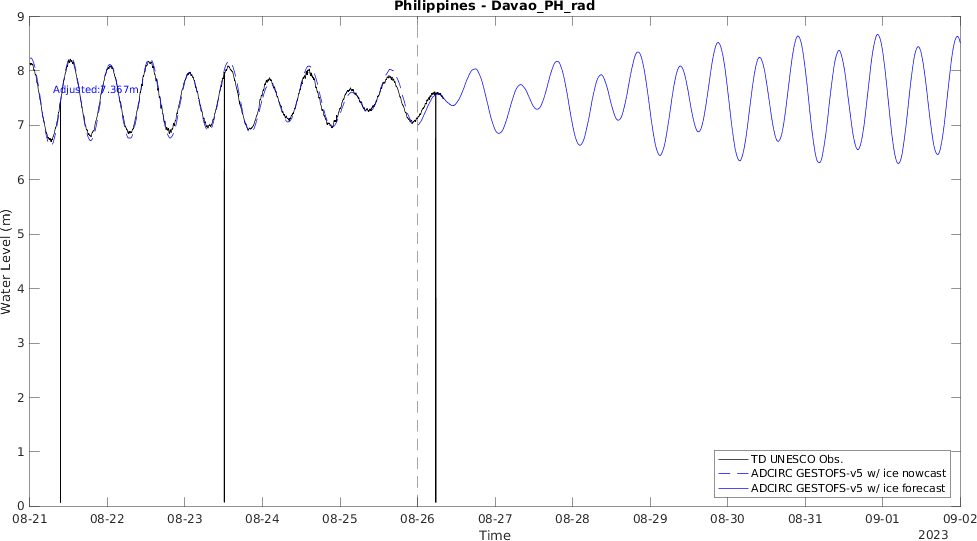 Philippines - Davao_PH_rad
9
8
7
6
5
4
3
2
1
0
Water Level (m)
Adjusted:7.367m
TD UNESCO Obs.
ADCIRC GESTOFS-v5 w/ ice nowcast
ADCIRC GESTOFS-v5 w/ ice forecast
08-21 08-22 08-23 08-24 08-25 08-26 08-27 08-28 08-29 08-30 08-31 09-01 09-02
Time
2023